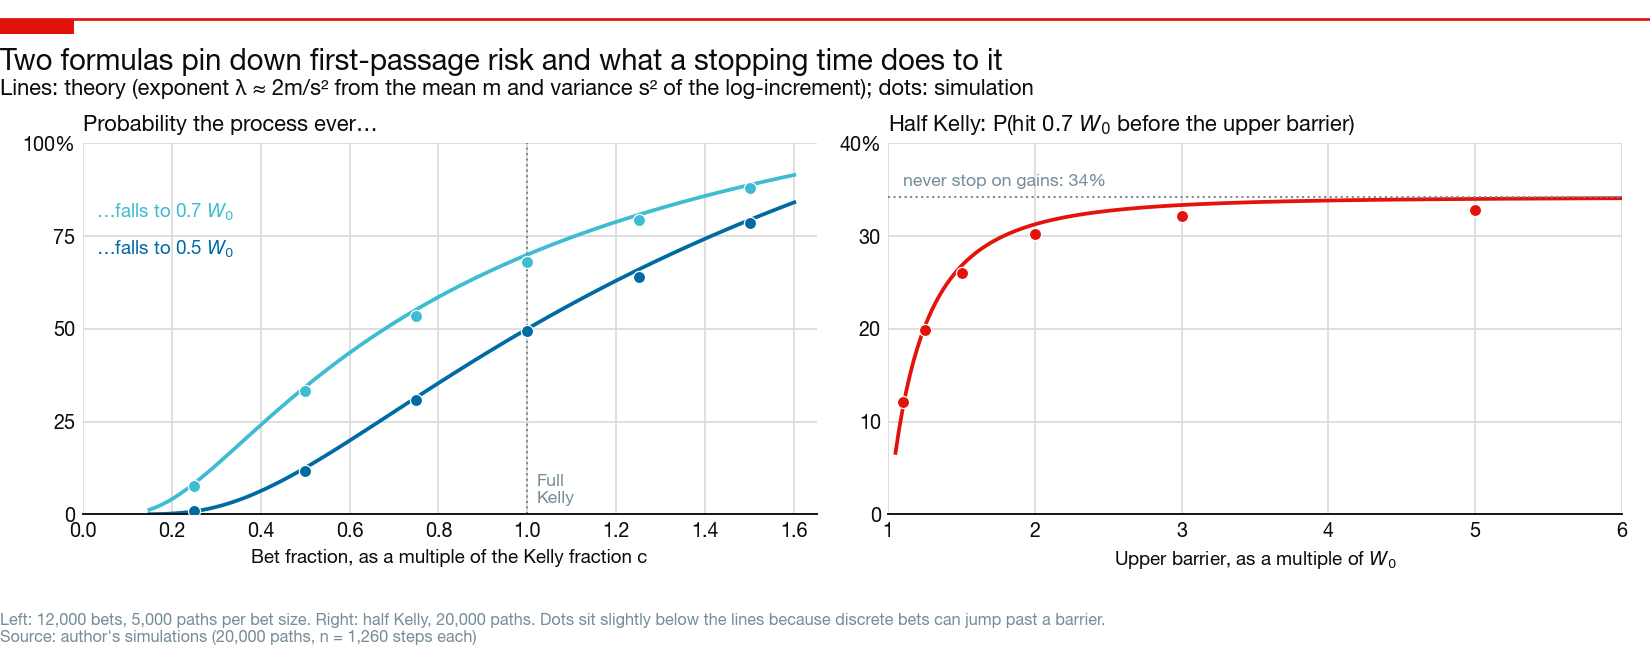 Two formulas pin down first-passage risk and what a stopping time does to it
Lines: theory (exponent λ ≈ 2m/s² from the mean m and variance s² of the log-increment); dots: simulation
Probability the process ever…
100%
75
50
25
0
…falls to 0.7 W₀
…falls to 0.5 W₀
Full
Kelly
0.0 0.2 0.4 0.6 0.8 1.0 1.2 1.4 1.6
Bet fraction, as a multiple of the Kelly fraction c
Half Kelly: P(hit 0.7 W₀ before the upper barrier)
40%
30
20
10
0
never stop on gains: 34%
1 2 3 4 5 6
Upper barrier, as a multiple of W₀
Left: 12,000 bets, 5,000 paths per bet size. Right: half Kelly, 20,000 paths. Dots sit slightly below the lines because discrete bets can jump past a barrier.
Source: author's simulations (20,000 paths, n = 1,260 steps each)